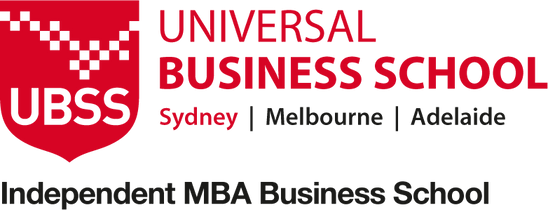 UBSS
UNIVERSAL
BUSINESS SCHOOL
Sydney | Melbourne | Adelaide
Independent MBA Business School